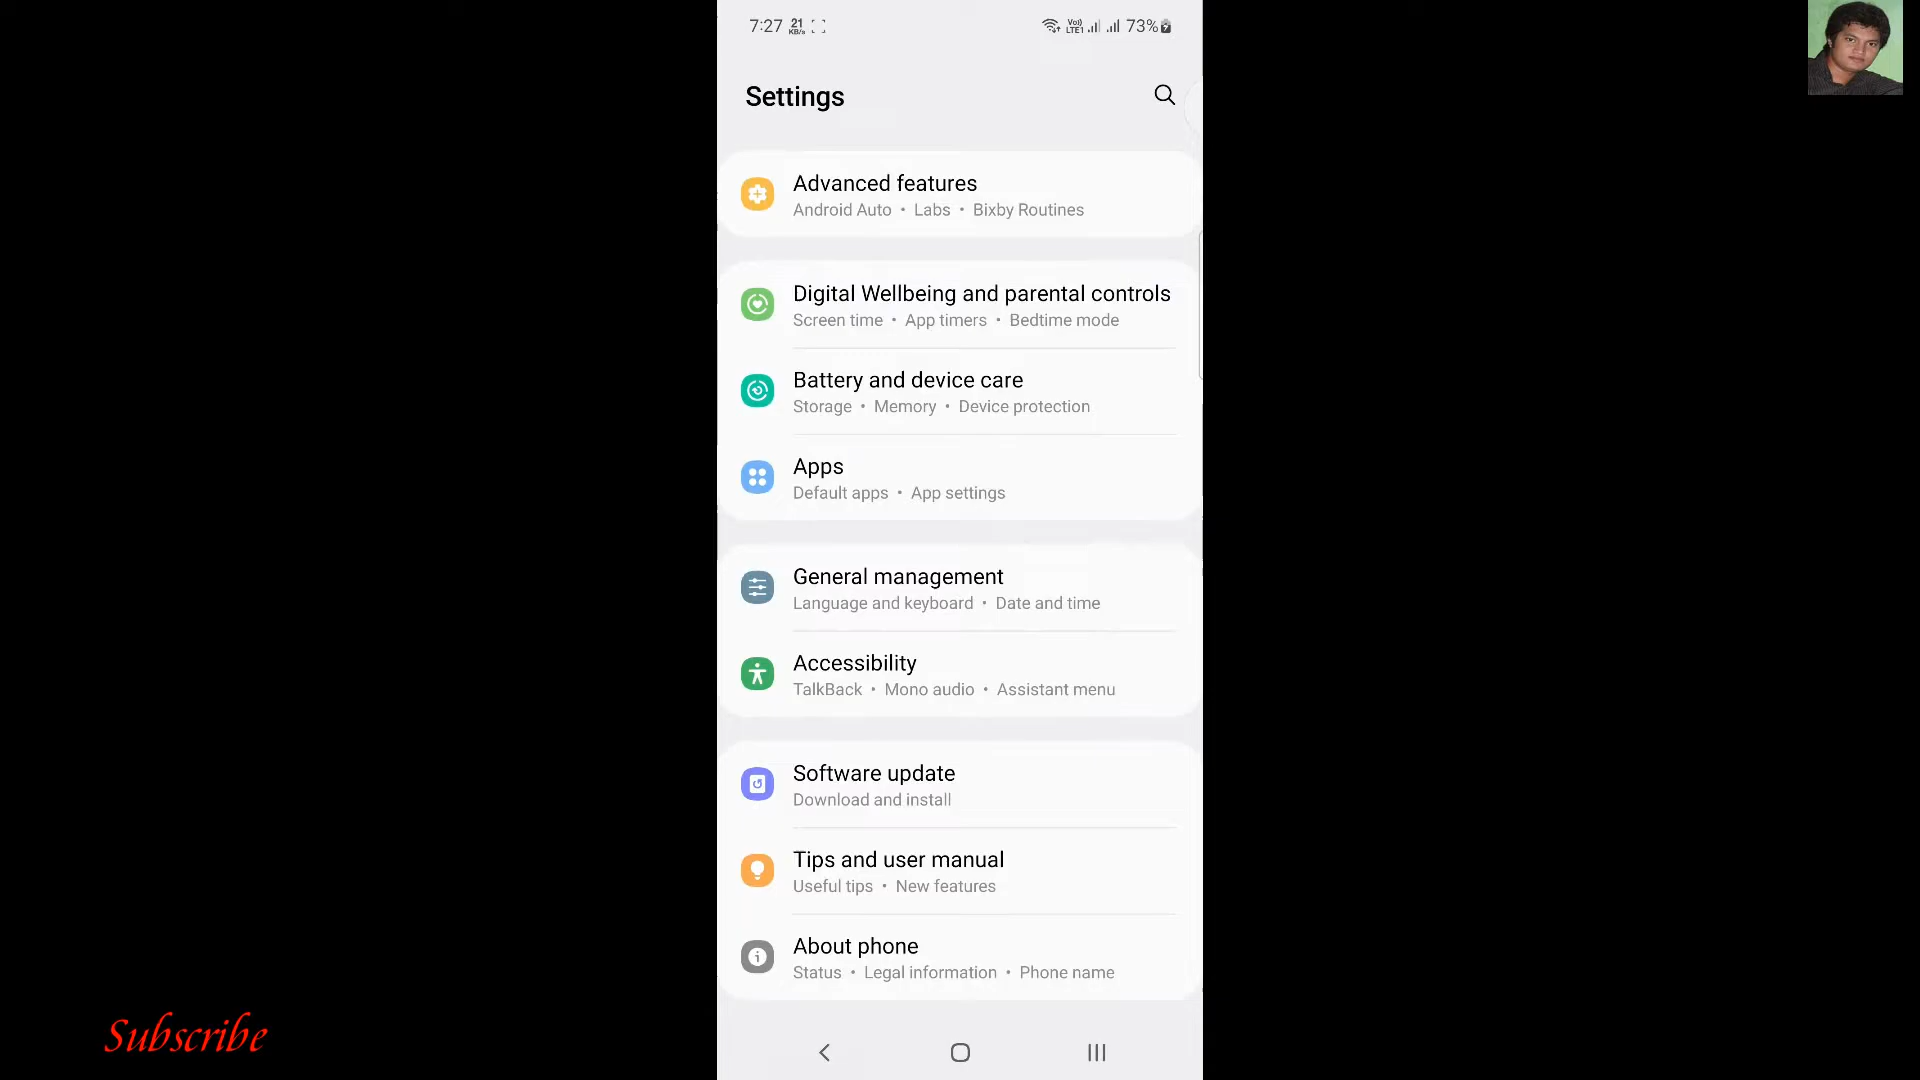 7:27 21 KB/s Vo) LTE1 73%
Settings
Advanced features
Android Auto • Labs • Bixby Routines
Digital Wellbeing and parental controls
Screen time • App timers • Bedtime mode
Battery and device care
Storage • Memory • Device protection
Apps
Default apps • App settings
General management
Language and keyboard • Date and time
Accessibility
TalkBack • Mono audio • Assistant menu
Software update
Download and install
Tips and user manual
Useful tips • New features
About phone
Status • Legal information • Phone name
Subscribe